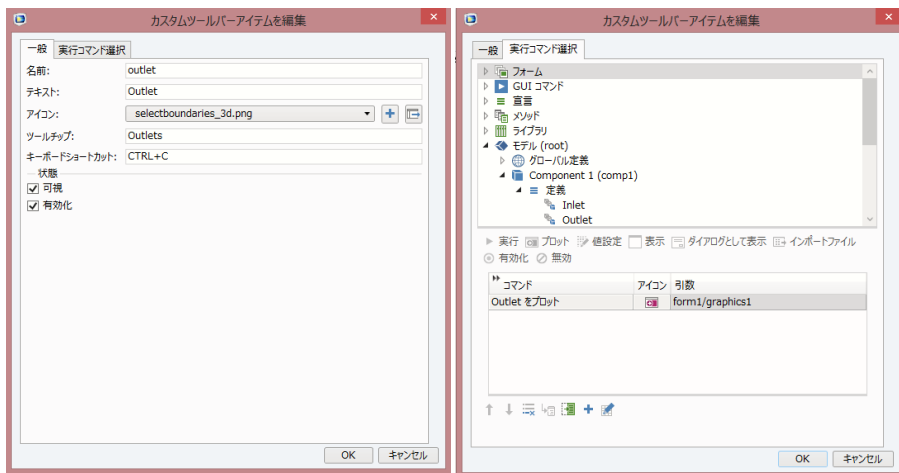 カスタムツールバーアイテムを編集
一般 実行コマンド選択
名前: outlet
テキスト: Outlet
アイコン: selectboundaries_3d.png
ツールチップ: Outlets
キーボードショートカット: CTRL+C
状態
可視
有効化
OK キャンセル
カスタムツールバーアイテムを編集
一般 実行コマンド選択
フォーム
GUI コマンド
宣言
メソッド
ライブラリ
モデル (root)
グローバル定義
Component 1 (comp1)
定義
Inlet
Outlet
実行 プロット 値設定 表示 ダイアログとして表示 インポートファイル
有効化 無効
コマンド アイコン 引数
Outlet をプロット form1/graphics1
OK キャンセル